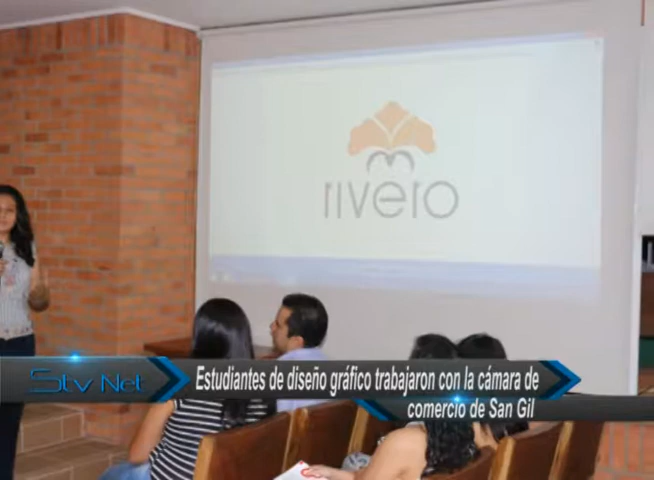 rivero
Stv Net
Estudiantes de diseño gráfico trabajaron con la cámara de
comercio de San Gil